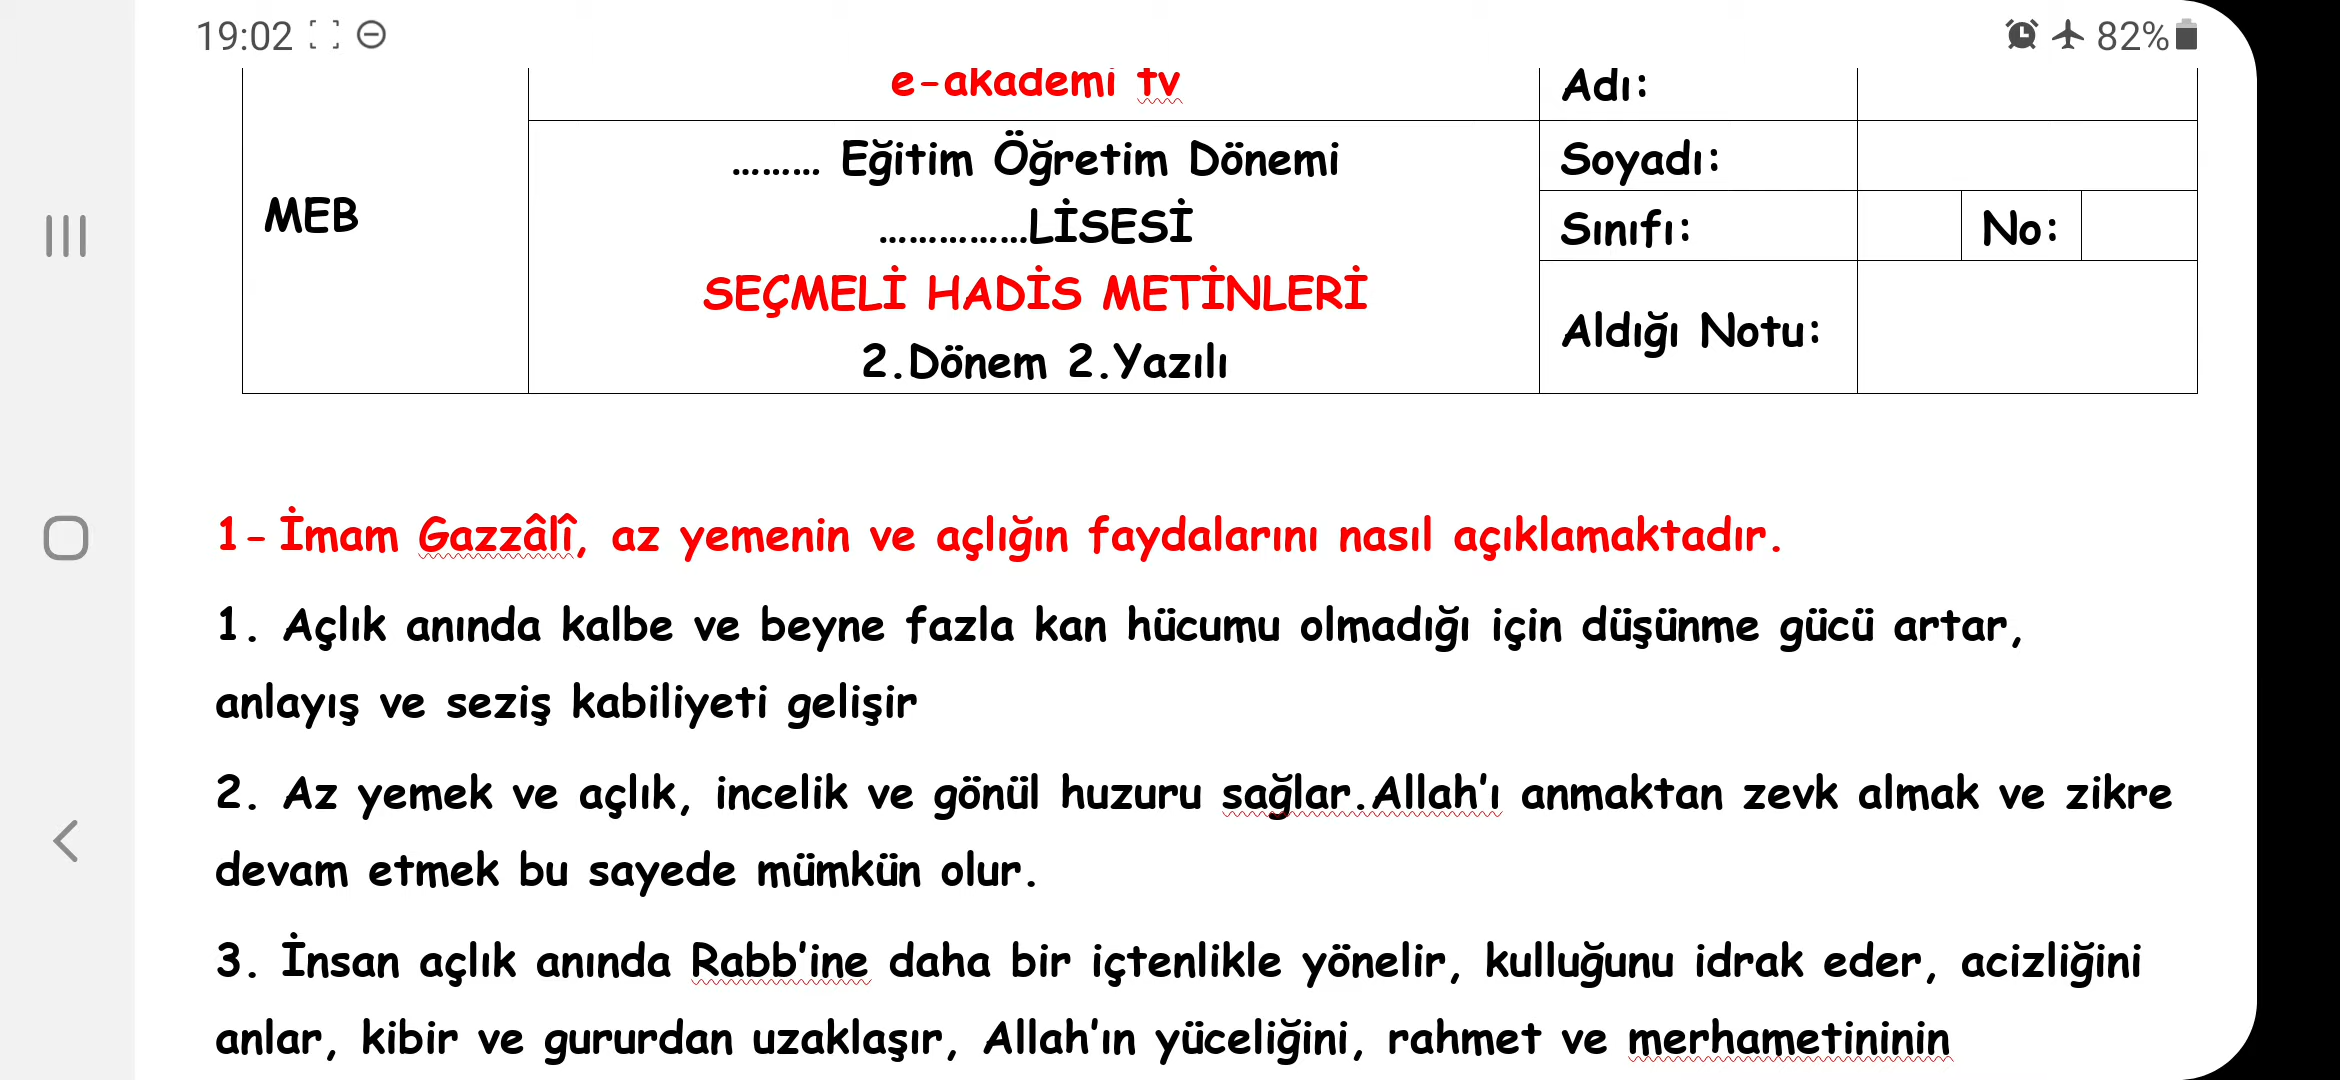 19:02
82%
e-akademi tv
Adı:
MEB
……… Eğitim Öğretim Dönemi
Soyadı:
……………LİSESİ
Sınıfı:
No:
SEÇMELİ HADİS METİNLERİ
Aldığı Notu:
2.Dönem 2.Yazılı
1- İmam Gazzâlî, az yemenin ve açlığın faydalarını nasıl açıklamaktadır.
1. Açlık anında kalbe ve beyne fazla kan hücumu olmadığı için düşünme gücü artar,
anlayış ve seziş kabiliyeti gelişir
2. Az yemek ve açlık, incelik ve gönül huzuru sağlar.Allah'ı anmaktan zevk almak ve zikre
devam etmek bu sayede mümkün olur.
3. İnsan açlık anında Rabb'ine daha bir içtenlikle yönelir, kulluğunu idrak eder, acizliğini
anlar, kibir ve gururdan uzaklaşır, Allah'ın yüceliğini, rahmet ve merhametininin